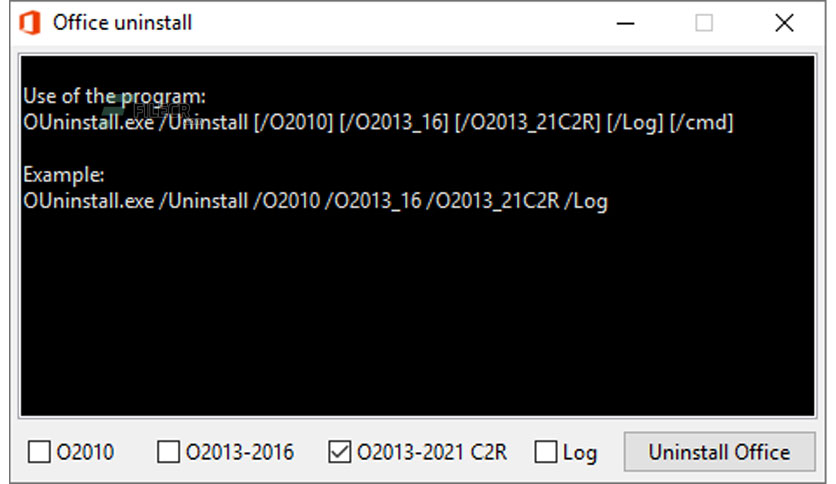 Office uninstall
Use of the program:
OUninstall.exe /Uninstall [/O2010] [/O2013_16] [/O2013_21C2R] [/Log] [/cmd]
Example:
OUninstall.exe /Uninstall /O2010 /O2013_16 /O2013_21C2R /Log
O2010 O2013-2016 O2013-2021 C2R Log Uninstall Office
FILECR